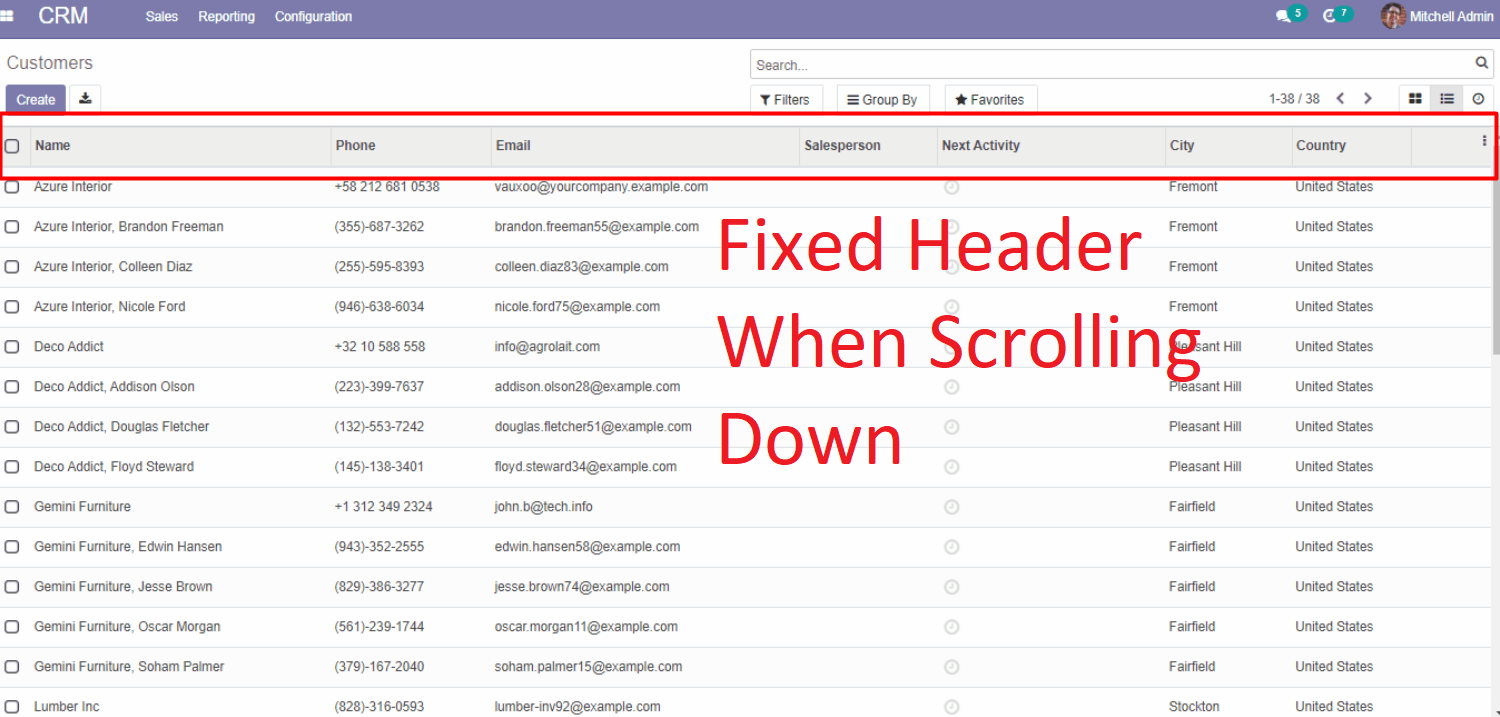 CRM Sales Reporting Configuration 5 7 Mitchell Admin
Customers Search...
Create Filters Group By Favorites 1-38 / 38
Name Phone Email Salesperson Next Activity City Country
Azure Interior +58 212 681 0538 vauxoo@yourcompany.example.com Fremont United States
Azure Interior, Brandon Freeman (355)-687-3262 brandon.freeman55@example.com Fremont United States
Azure Interior, Colleen Diaz (255)-595-8393 colleen.diaz83@example.com Fremont United States
Azure Interior, Nicole Ford (946)-638-6034 nicole.ford75@example.com Fremont United States
Deco Addict +32 10 588 558 info@agrolait.com Pleasant Hill United States
Deco Addict, Addison Olson (223)-399-7637 addison.olson28@example.com Pleasant Hill United States
Deco Addict, Douglas Fletcher (132)-553-7242 douglas.fletcher51@example.com Pleasant Hill United States
Deco Addict, Floyd Steward (145)-138-3401 floyd.steward34@example.com Pleasant Hill United States
Gemini Furniture +1 312 349 2324 john.b@tech.info Fairfield United States
Gemini Furniture, Edwin Hansen (943)-352-2555 edwin.hansen58@example.com Fairfield United States
Gemini Furniture, Jesse Brown (829)-386-3277 jesse.brown74@example.com Fairfield United States
Gemini Furniture, Oscar Morgan (561)-239-1744 oscar.morgan11@example.com Fairfield United States
Gemini Furniture, Soham Palmer (379)-167-2040 soham.palmer15@example.com Fairfield United States
Lumber Inc (828)-316-0593 lumber-inv92@example.com Stockton United States
Fixed Header
When Scrolling
Down